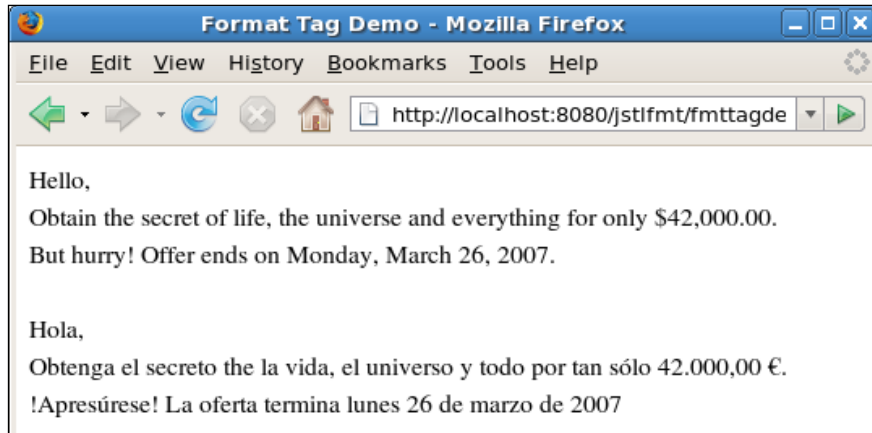 Format Tag Demo - Mozilla Firefox
File Edit View History Bookmarks Tools Help
http://localhost:8080/jstlfmt/fmttagde
Hello,
Obtain the secret of life, the universe and everything for only $42,000.00.
But hurry! Offer ends on Monday, March 26, 2007.
Hola,
Obtenga el secreto the la vida, el universo y todo por tan sólo 42.000,00 €.
!Apresúrese! La oferta termina lunes 26 de marzo de 2007